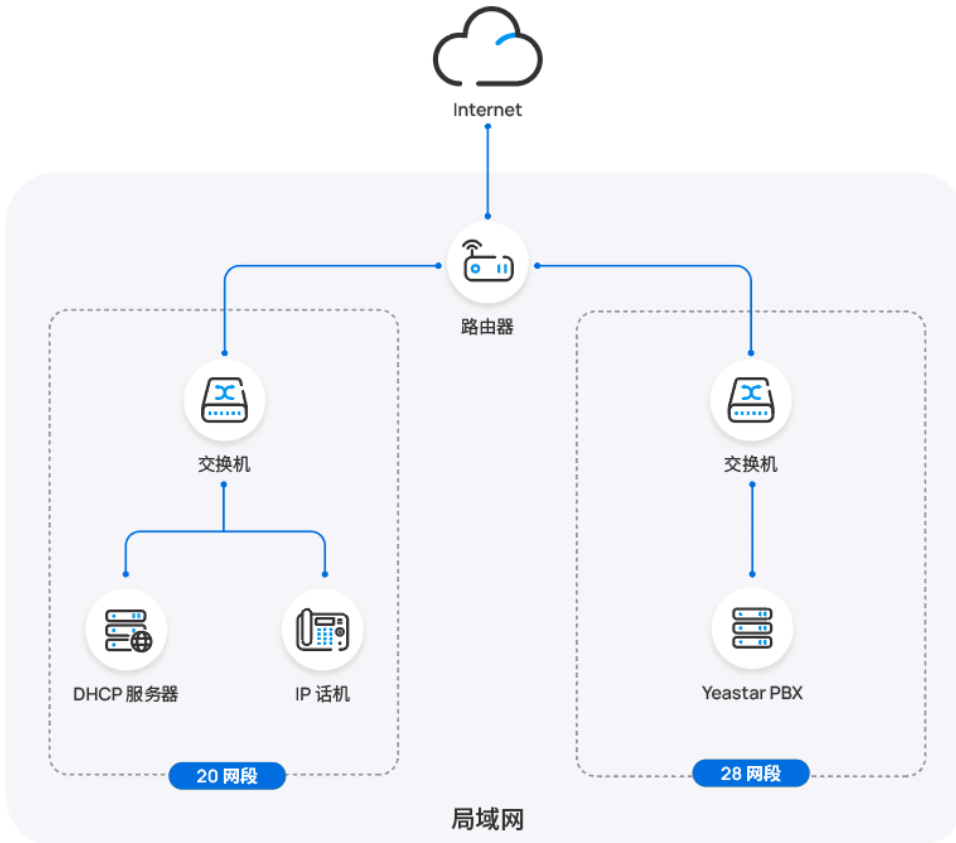 Internet
路由器
交换机
交换机
DHCP 服务器
IP 话机
Yeastar PBX
20 网段
28 网段
局域网